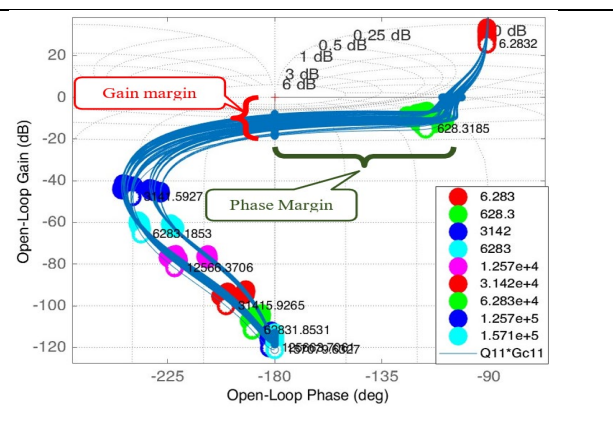 0.25 dB
0 dB
0.5 dB
1 dB
3 dB
6 dB
6.2832
20
0
-20
-40
-60
-80
-100
-120
Open-Loop Gain (dB)
Gain margin
628.3185
Phase Margin
3141.5927
6283.1853
12566.3706
31415.9265
62831.8531
6.283
628.3
3142
6283
1.257e+4
3.142e+4
6.283e+4
1.257e+5
1.571e+5
Q11*Gc11
-225
-180
-135
-90
Open-Loop Phase (deg)